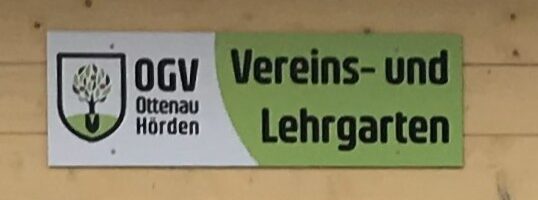 OGV
Ottenau
Hörden
Vereins- und
Lehrgarten